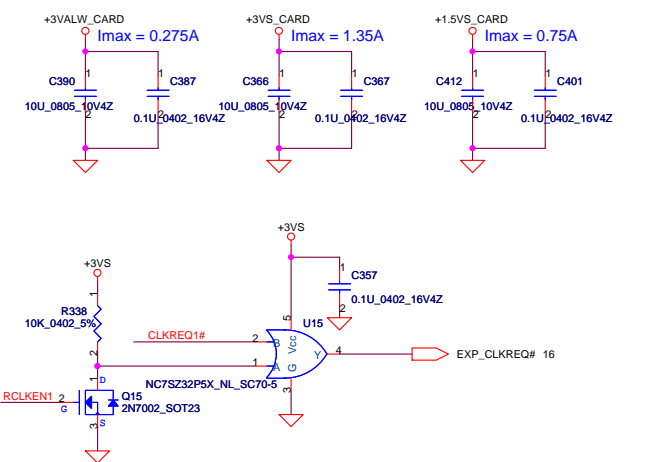 +3VALW_CARD
Imax = 0.275A
+3VS_CARD
Imax = 1.35A
+1.5VS_CARD
Imax = 0.75A
C390
1
10U_0805_10V4Z
2
C387
1
0.1U_0402_16V4Z
2
C366
1
10U_0805_10V4Z
2
C367
1
0.1U_0402_16V4Z
2
C412
1
10U_0805_10V4Z
2
C401
1
0.1U_0402_16V4Z
2
+3VS
+3VS
C357
1
0.1U_0402_16V4Z
2
R338
1
10K_0402_5%
2
U15
5
Vcc
CLKREQ1#
2
B
1
A
G
Y
4
3
EXP_CLKREQ# 16
NC7SZ32P5X_NL_SC70-5
RCLKEN1
2
G
1
D
Q15
2N7002_SOT23
3
S